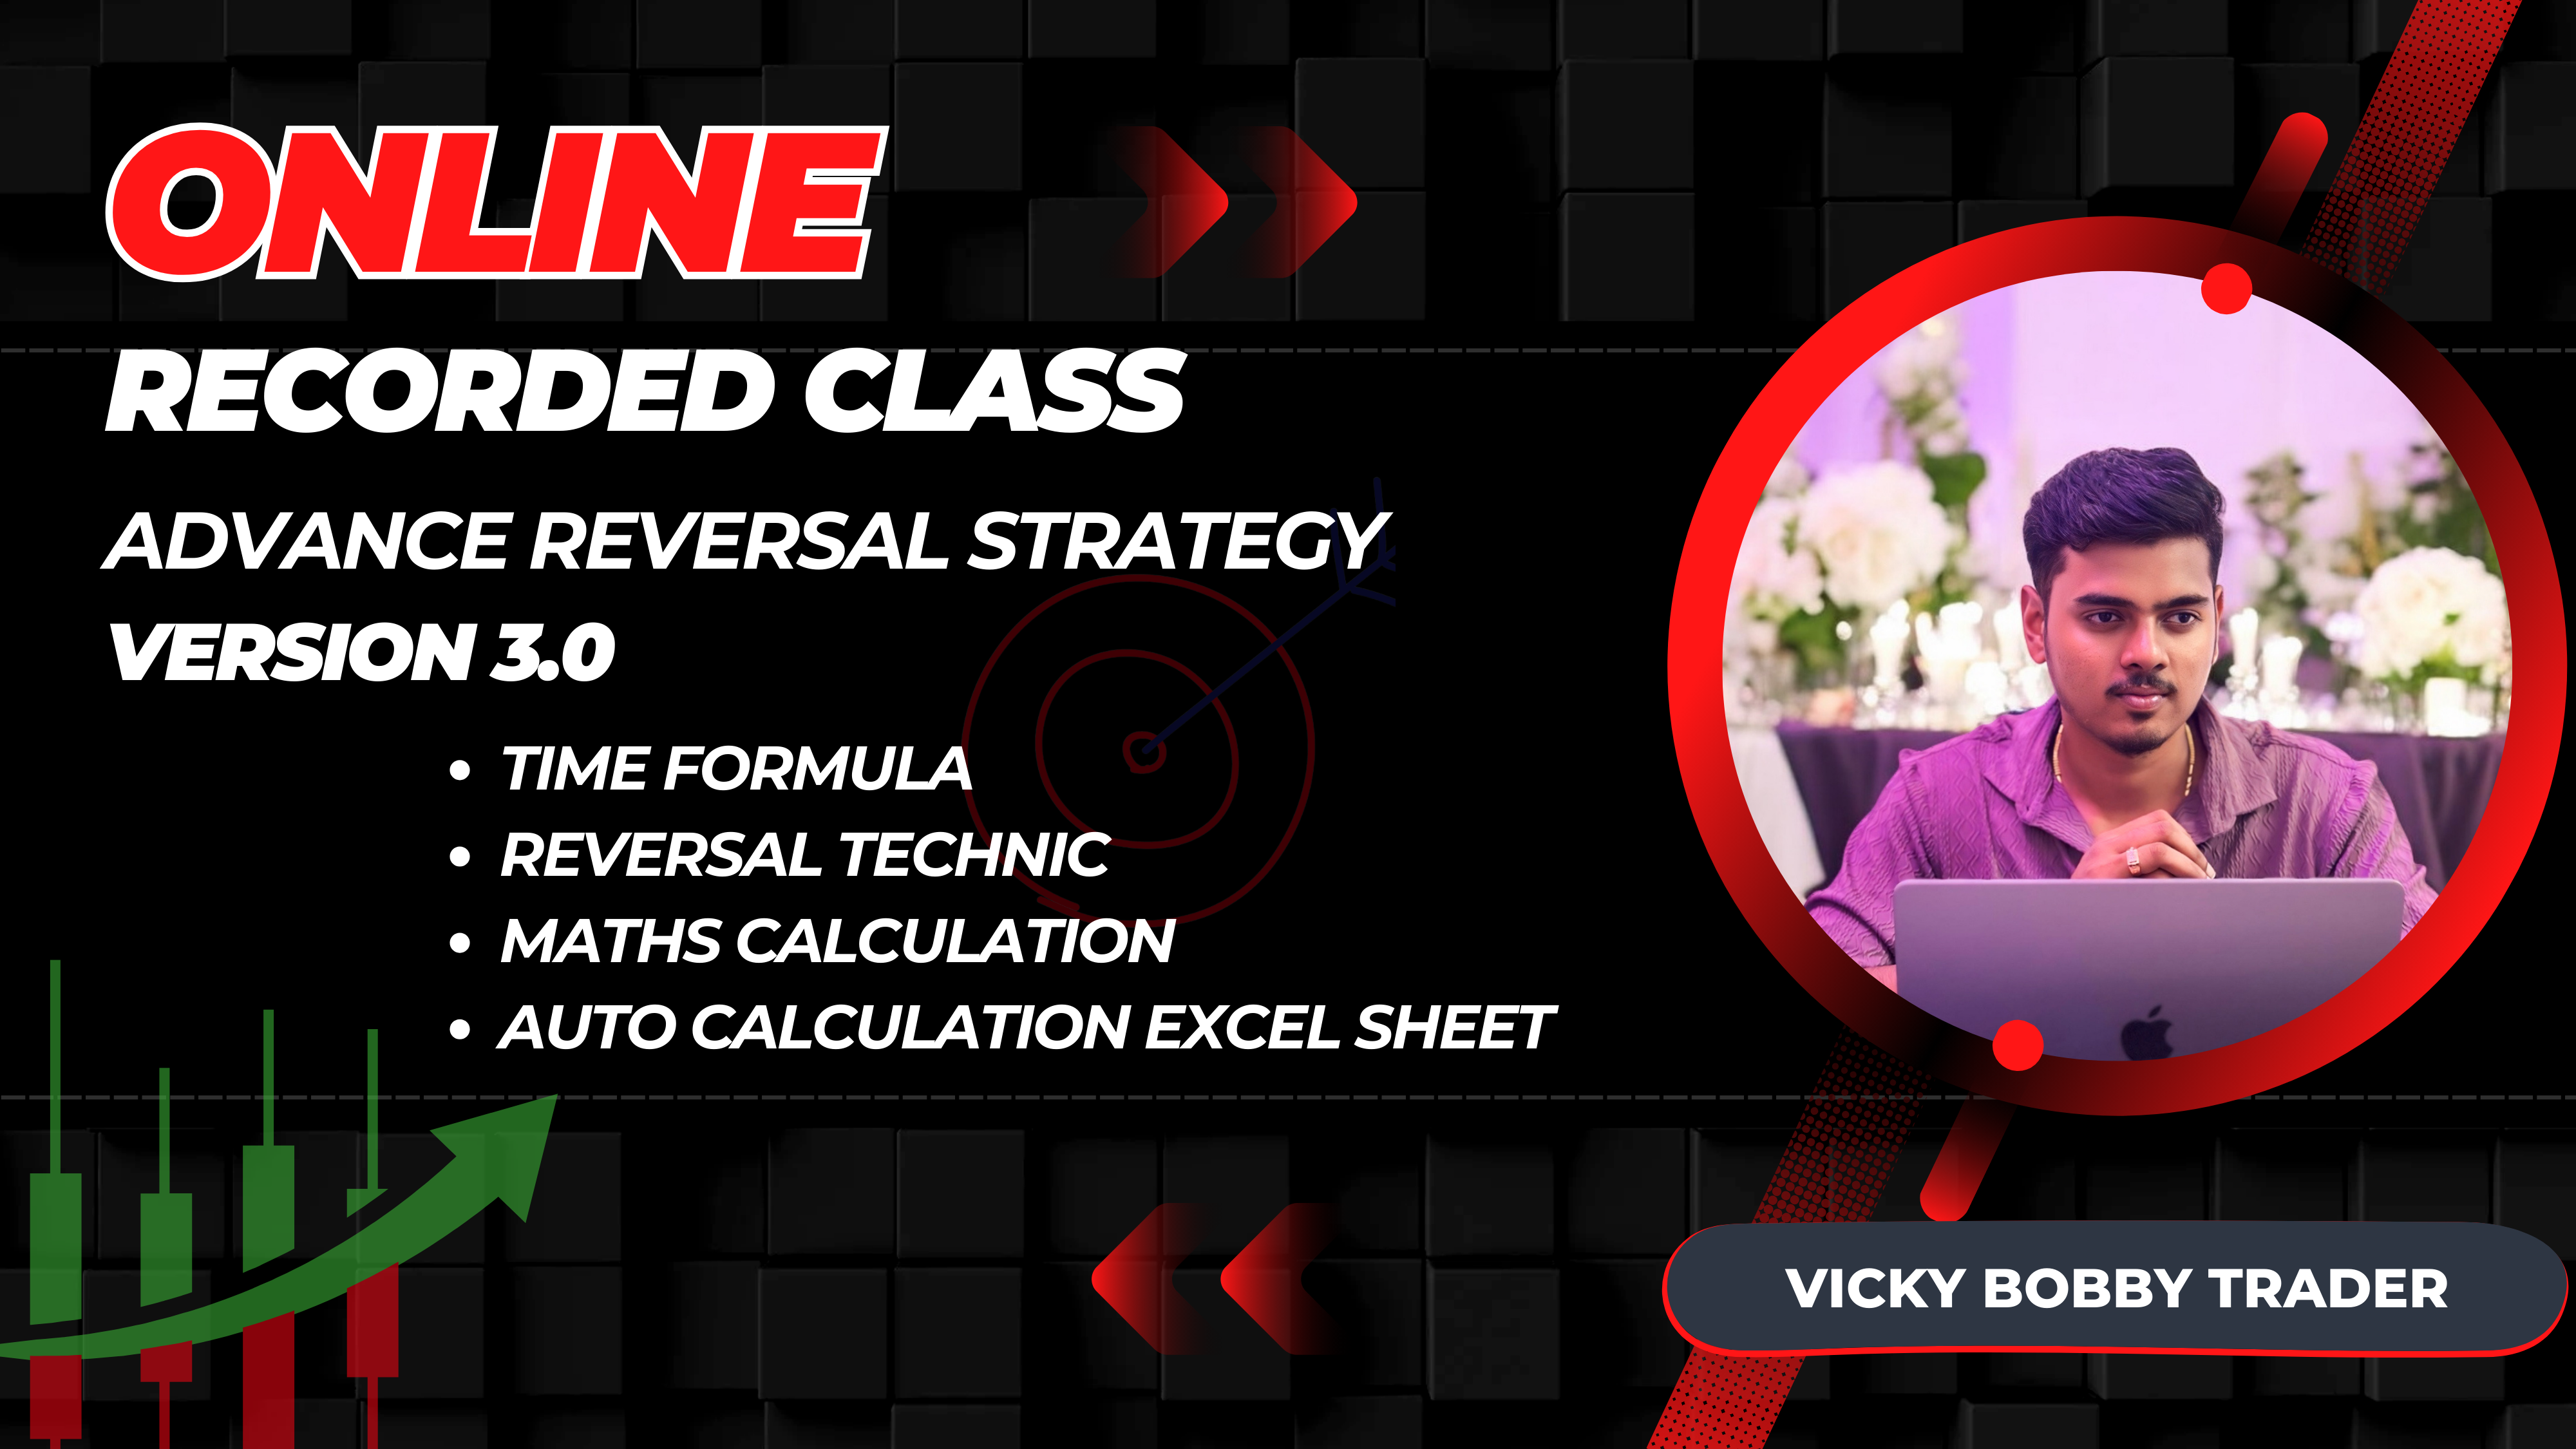 ONLINE
RECORDED CLASS
ADVANCE REVERSAL STRATEGY
VERSION 3.0
• TIME FORMULA
• REVERSAL TECHNIC
• MATHS CALCULATION
• AUTO CALCULATION EXCEL SHEET
VICKY BOBBY TRADER